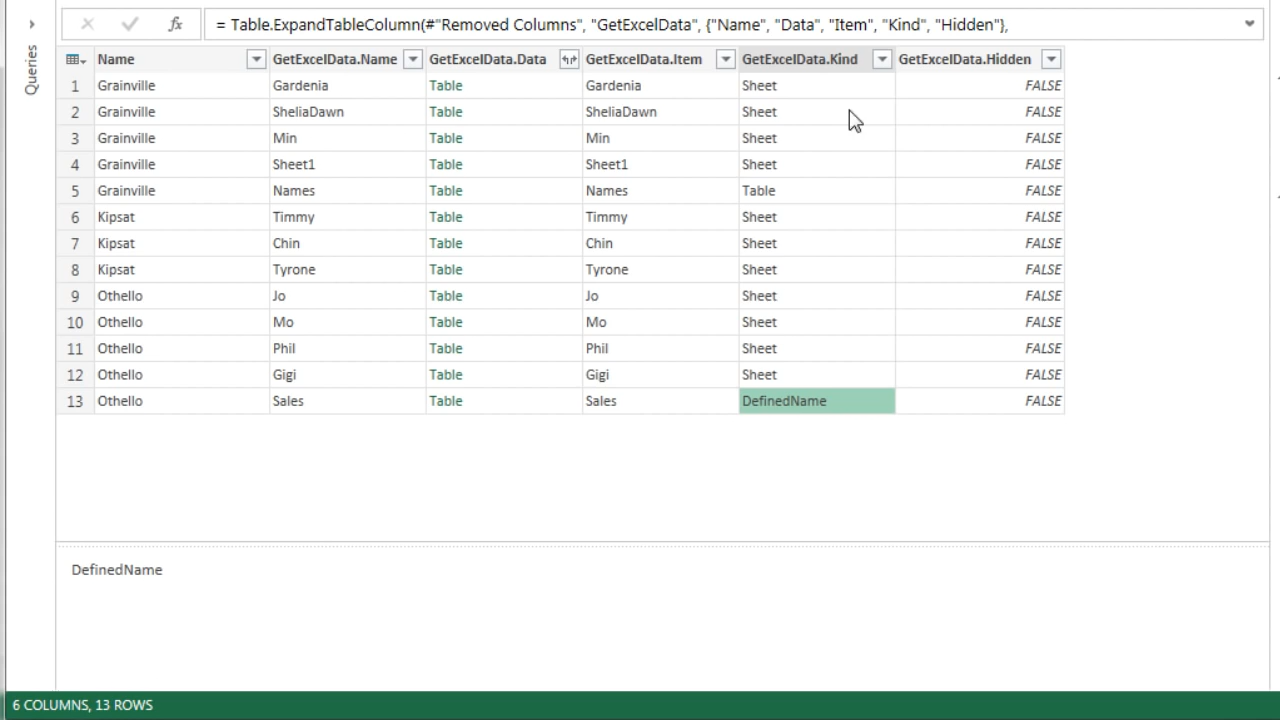 = Table.ExpandTableColumn(#"Removed Columns", "GetExcelData", {"Name", "Data", "Item", "Kind", "Hidden"},
Queries
Name GetExcelData.Name GetExcelData.Data GetExcelData.Item GetExcelData.Kind GetExcelData.Hidden
1 Grainville Gardenia Table Gardenia Sheet FALSE
2 Grainville SheliaDawn Table SheliaDawn Sheet FALSE
3 Grainville Min Table Min Sheet FALSE
4 Grainville Sheet1 Table Sheet1 Sheet FALSE
5 Grainville Names Table Names Table FALSE
6 Kipsat Timmy Table Timmy Sheet FALSE
7 Kipsat Chin Table Chin Sheet FALSE
8 Kipsat Tyrone Table Tyrone Sheet FALSE
9 Othello Jo Table Jo Sheet FALSE
10 Othello Mo Table Mo Sheet FALSE
11 Othello Phil Table Phil Sheet FALSE
12 Othello Gigi Table Gigi Sheet FALSE
13 Othello Sales Table Sales DefinedName FALSE
DefinedName
6 COLUMNS, 13 ROWS